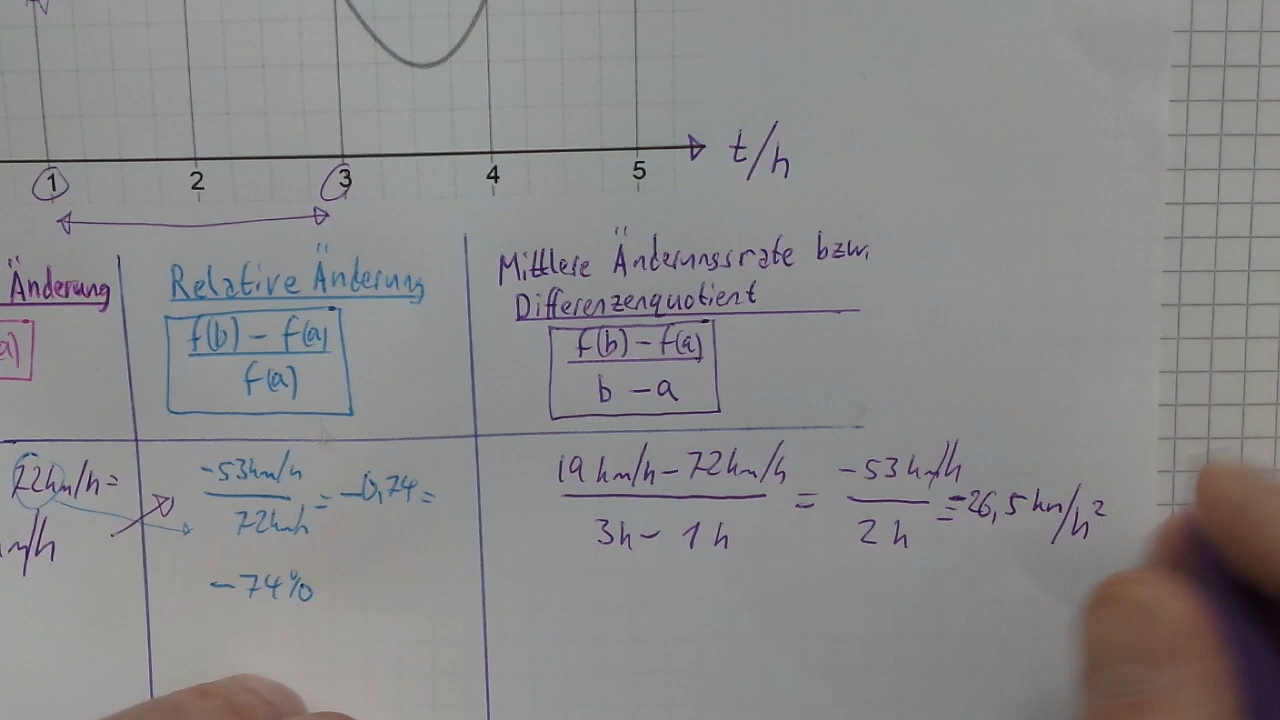 t/h
1 2 3 4 5
Änderung
a)
Relative Änderung
f(b) - f(a)
f(a)
Mittlere Änderungsrate bzw.
Differenzenquotient
f(b) - f(a)
b - a
72km/h =
m/h
-53km/h
72km/h
= -0,74 =
-74%
19 km/h - 72 km/h
3h - 1h
=
-53 km/h
2h
= -26,5 km/h²